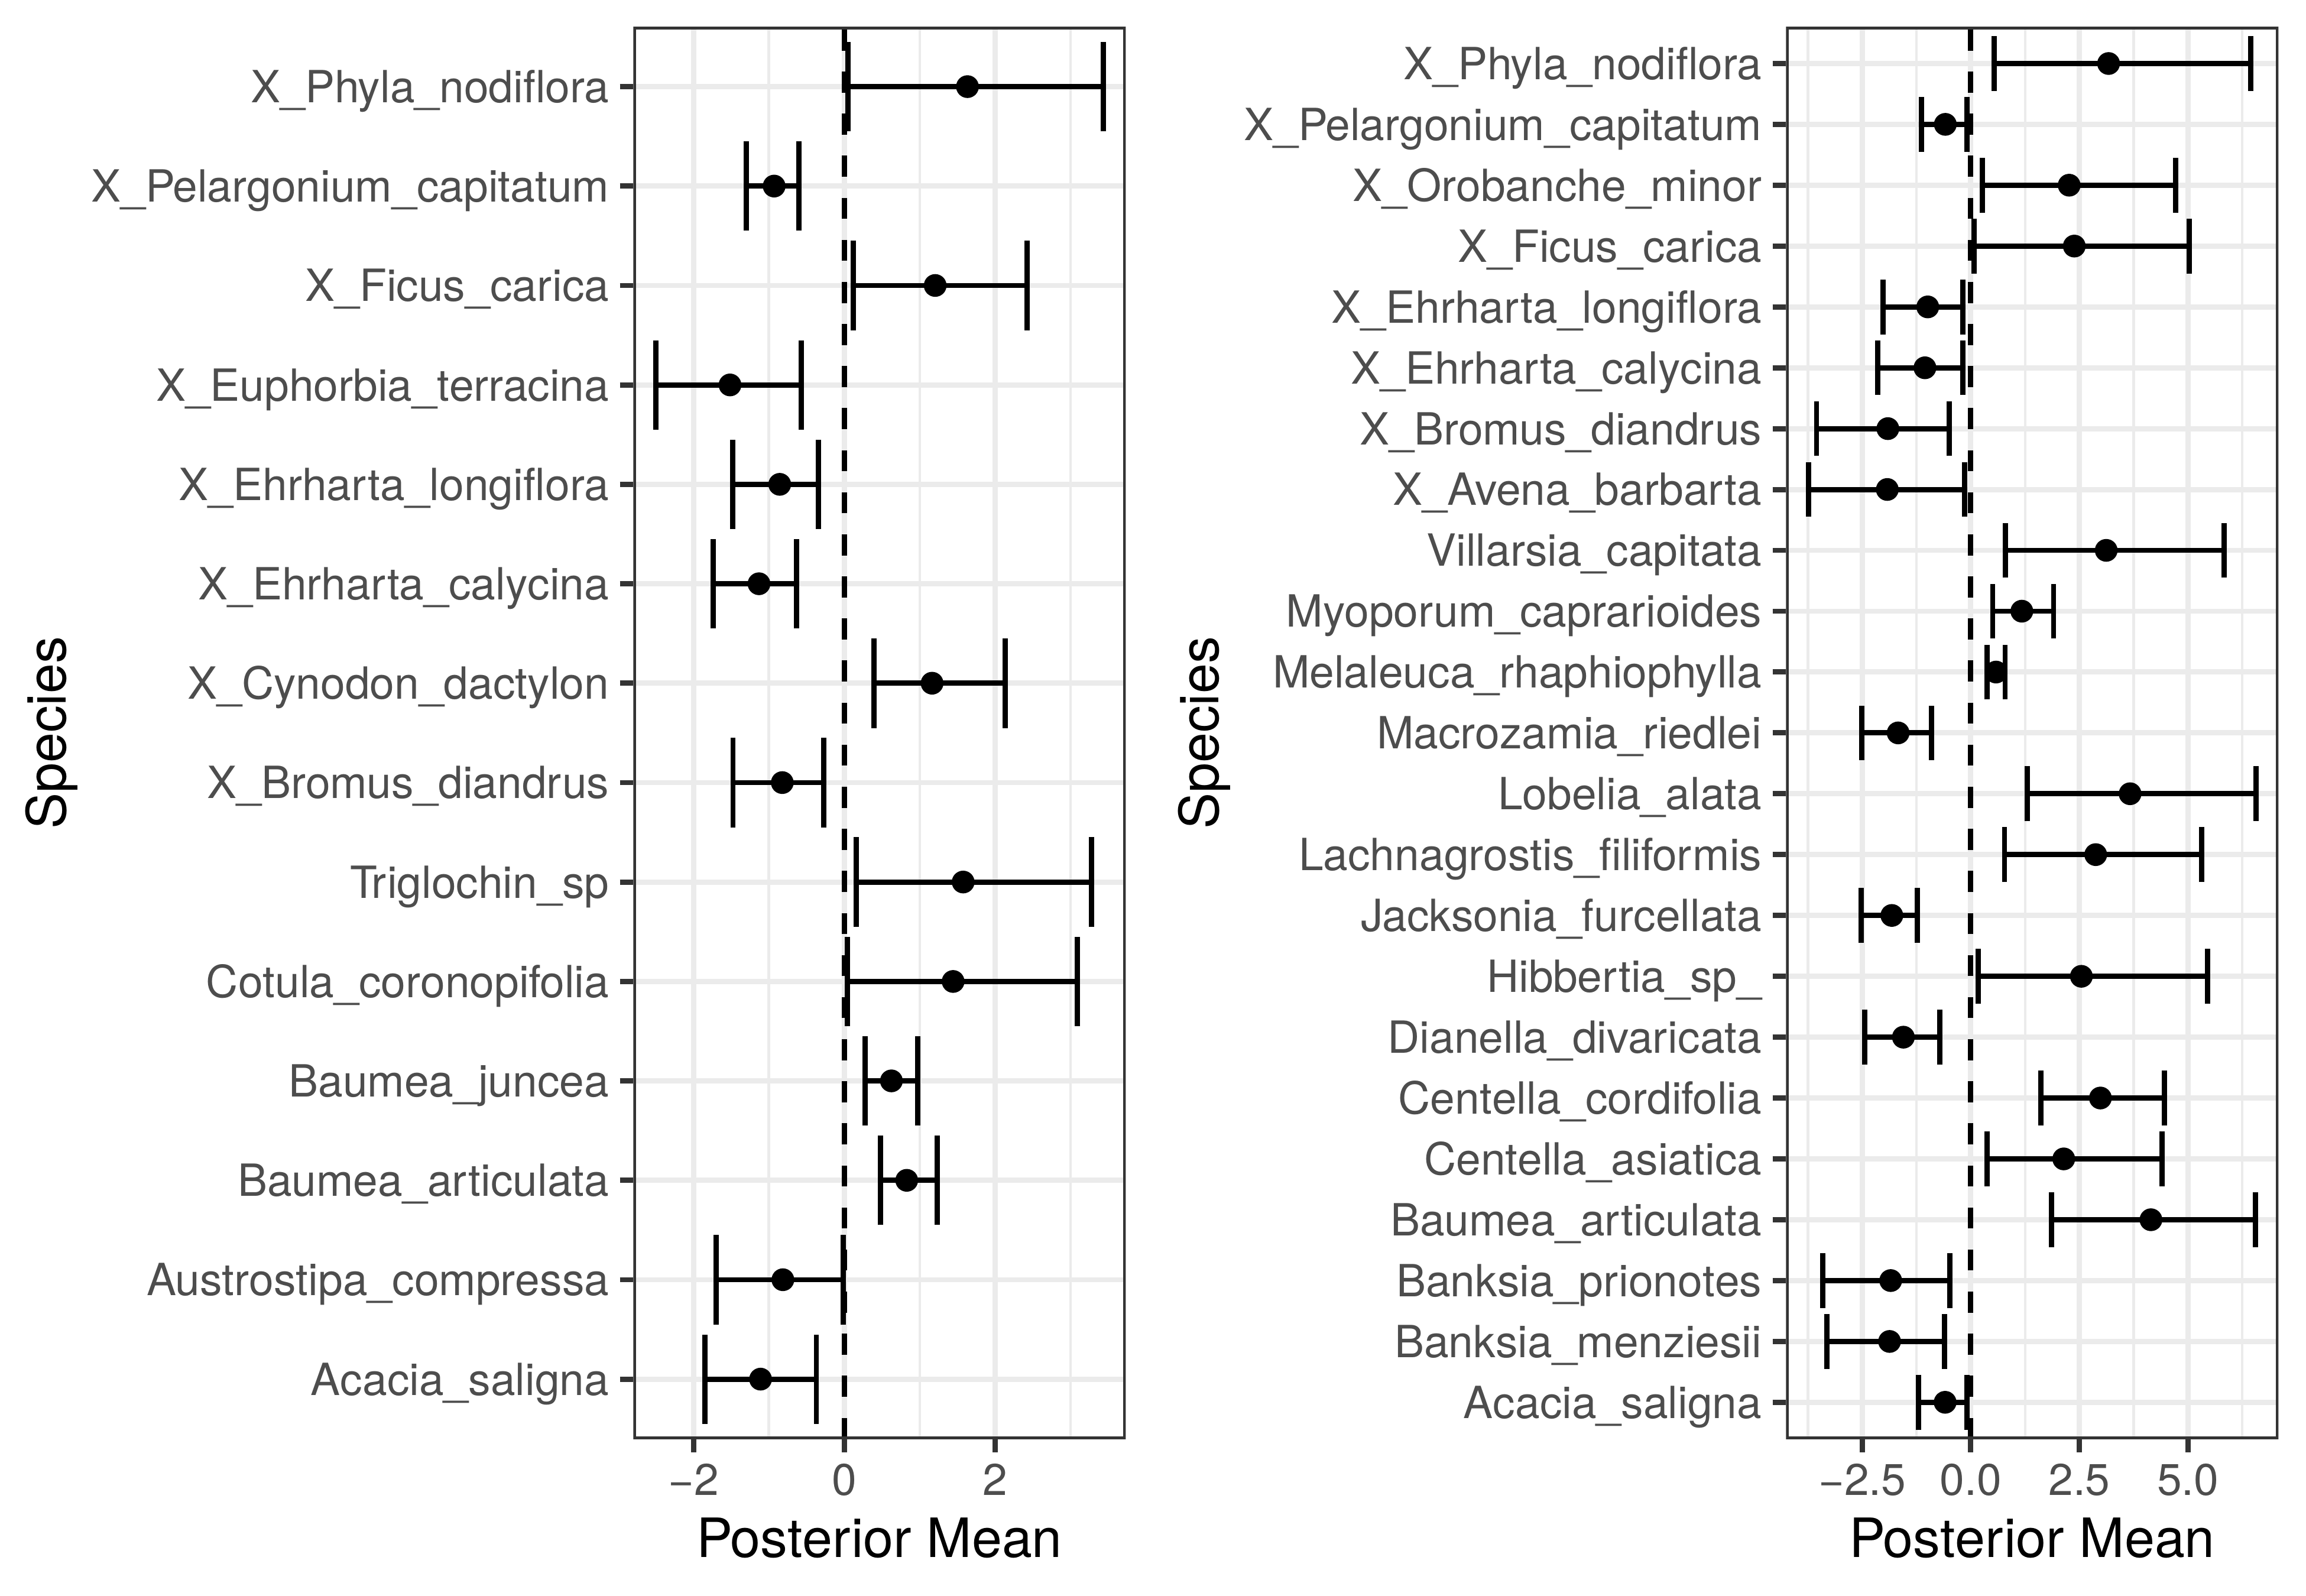 Species
X_Phyla_nodiflora
X_Pelargonium_capitatum
X_Ficus_carica
X_Euphorbia_terracina
X_Ehrharta_longiflora
X_Ehrharta_calycina
X_Cynodon_dactylon
X_Bromus_diandrus
Triglochin_sp
Cotula_coronopifolia
Baumea_juncea
Baumea_articulata
Austrostipa_compressa
Acacia_saligna
−2 0 2
Posterior Mean
Species
X_Phyla_nodiflora
X_Pelargonium_capitatum
X_Orobanche_minor
X_Ficus_carica
X_Ehrharta_longiflora
X_Ehrharta_calycina
X_Bromus_diandrus
X_Avena_barbarta
Villarsia_capitata
Myoporum_caprarioides
Melaleuca_rhaphiophylla
Macrozamia_riedlei
Lobelia_alata
Lachnagrostis_filiformis
Jacksonia_furcellata
Hibbertia_sp_
Dianella_divaricata
Centella_cordifolia
Centella_asiatica
Baumea_articulata
Banksia_prionotes
Banksia_menziesii
Acacia_saligna
−2.5 0.0 2.5 5.0
Posterior Mean